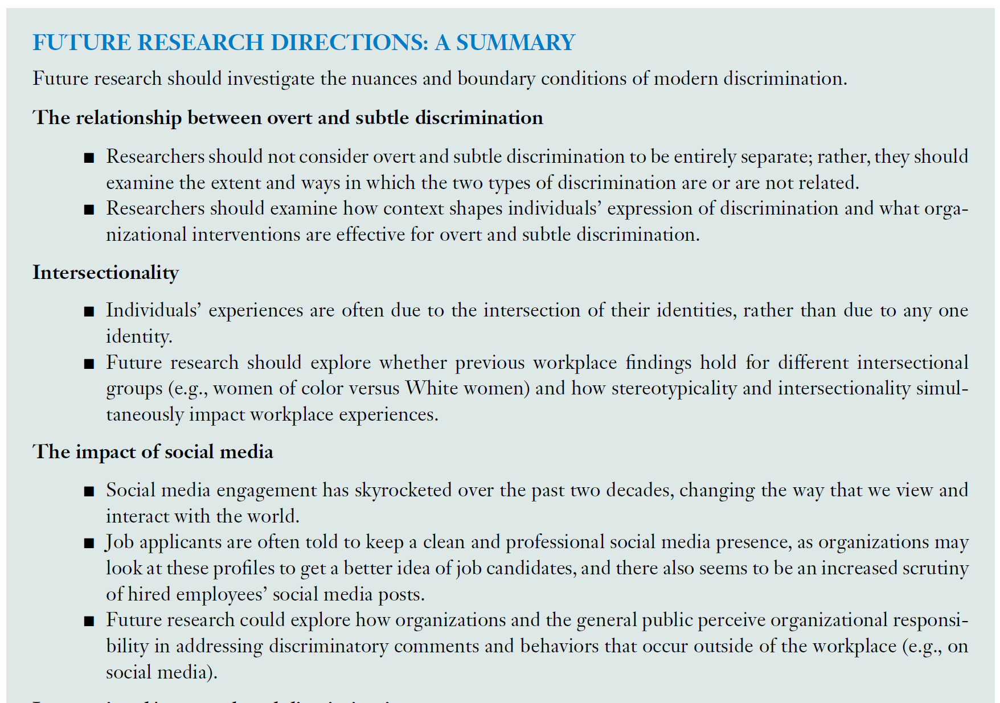 FUTURE RESEARCH DIRECTIONS: A SUMMARY
Future research should investigate the nuances and boundary conditions of modern discrimination.
The relationship between overt and subtle discrimination
■ Researchers should not consider overt and subtle discrimination to be entirely separate; rather, they should
examine the extent and ways in which the two types of discrimination are or are not related.
■ Researchers should examine how context shapes individuals’ expression of discrimination and what orga-
nizational interventions are effective for overt and subtle discrimination.
Intersectionality
■ Individuals’ experiences are often due to the intersection of their identities, rather than due to any one
identity.
■ Future research should explore whether previous workplace findings hold for different intersectional
groups (e.g., women of color versus White women) and how stereotypicality and intersectionality simul-
taneously impact workplace experiences.
The impact of social media
■ Social media engagement has skyrocketed over the past two decades, changing the way that we view and
interact with the world.
■ Job applicants are often told to keep a clean and professional social media presence, as organizations may
look at these profiles to get a better idea of job candidates, and there also seems to be an increased scrutiny
of hired employees’ social media posts.
■ Future research could explore how organizations and the general public perceive organizational responsi-
bility in addressing discriminatory comments and behaviors that occur outside of the workplace (e.g., on
social media).